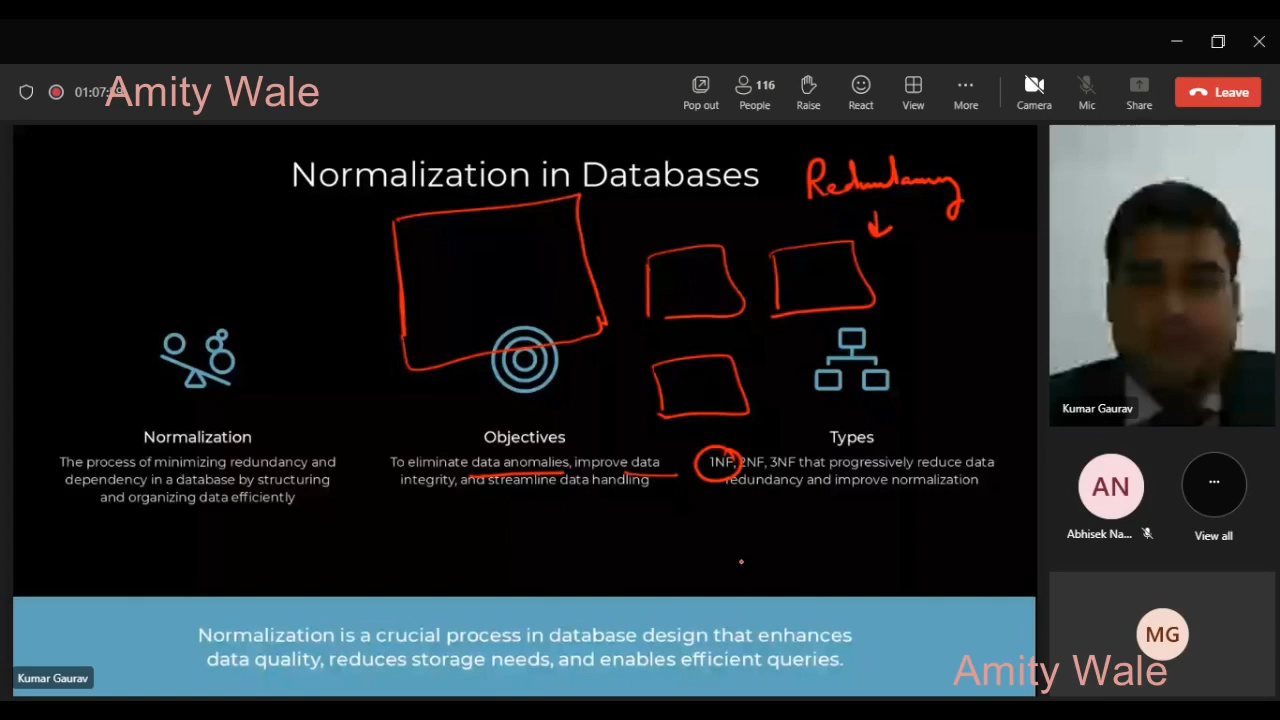 01:07:
Amity Wale
Pop out
116
People
Raise
React
View
More
Camera
Mic
Share
Leave
Normalization in Databases
Redundancy
Normalization
The process of minimizing redundancy and
dependency in a database by structuring
and organizing data efficiently
Objectives
To eliminate data anomalies, improve data
integrity, and streamline data handling
Types
1NF, 2NF, 3NF that progressively reduce data
redundancy and improve normalization
Normalization is a crucial process in database design that enhances
data quality, reduces storage needs, and enables efficient queries.
Kumar Gaurav
Kumar Gaurav
AN
Abhisek Na...
View all
MG
Amity Wale